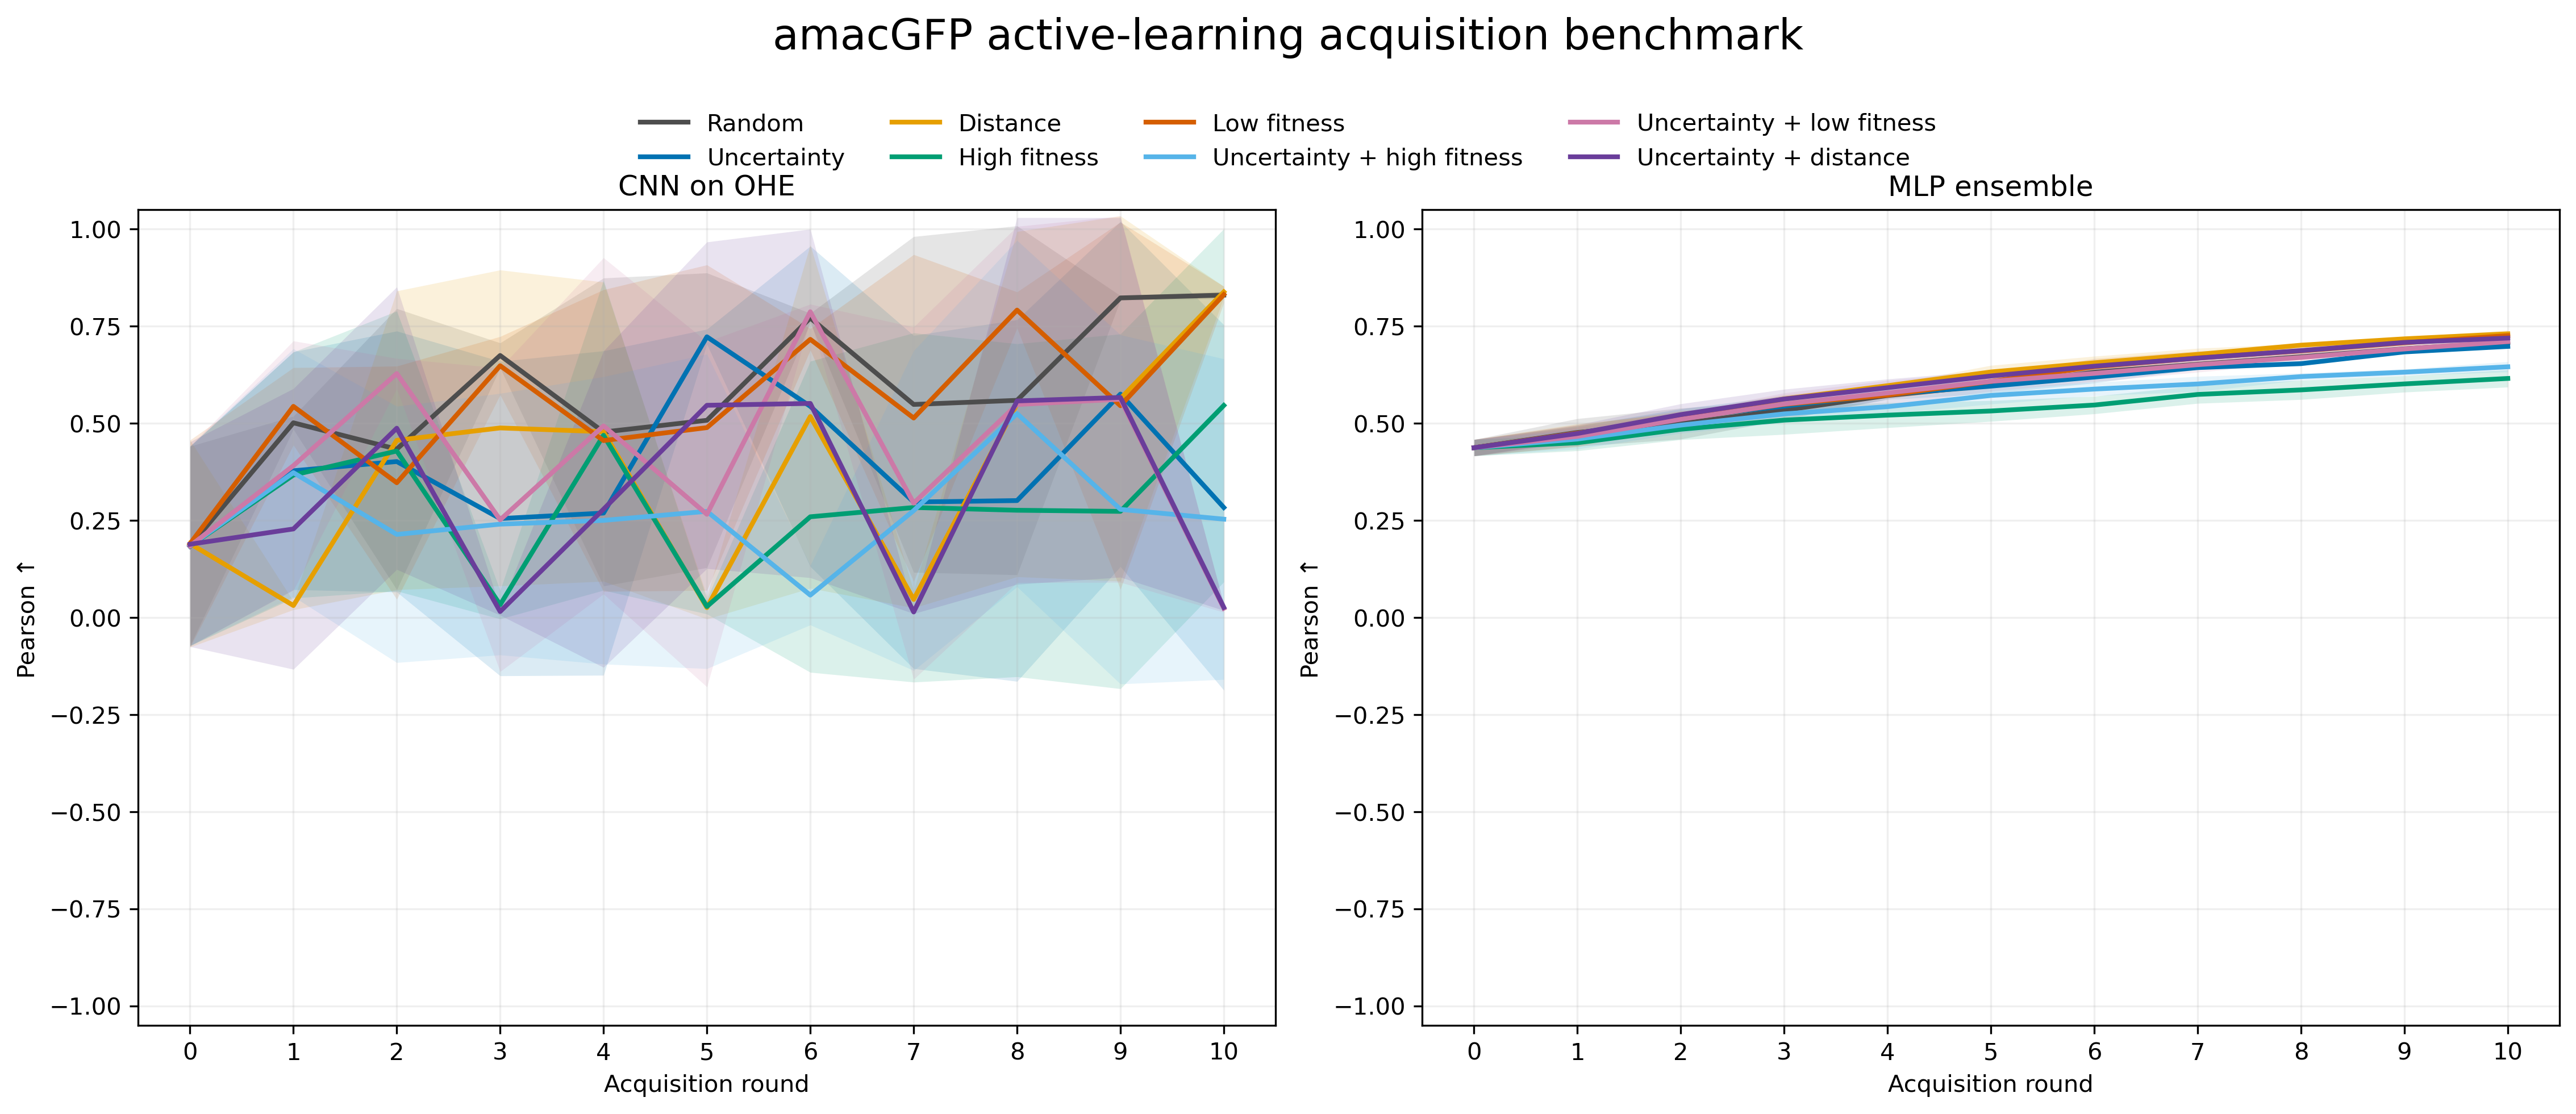 amacGFP active-learning acquisition benchmark
Random
Uncertainty
Distance
High fitness
Low fitness
Uncertainty + high fitness
Uncertainty + low fitness
Uncertainty + distance
CNN on OHE
1.00
0.75
0.50
0.25
0.00
−0.25
−0.50
−0.75
−1.00
Pearson ↑
0 1 2 3 4 5 6 7 8 9 10
Acquisition round
MLP ensemble
1.00
0.75
0.50
0.25
0.00
−0.25
−0.50
−0.75
−1.00
Pearson ↑
0 1 2 3 4 5 6 7 8 9 10
Acquisition round